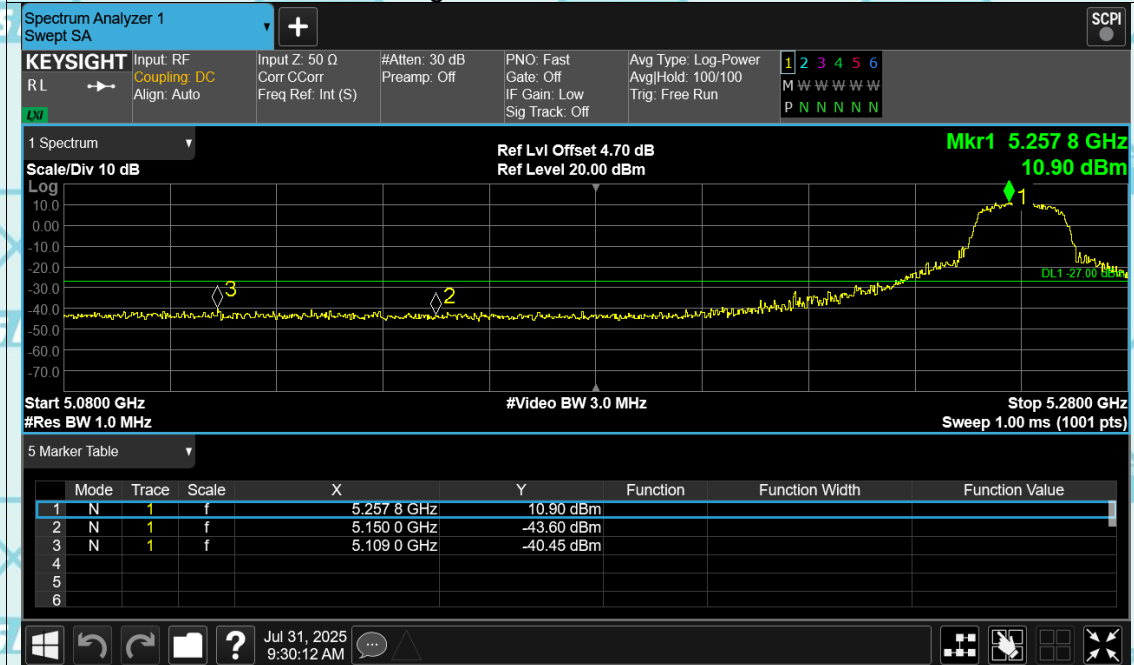 Spectrum Analyzer 1
Swept SA
SCPI
KEYSIGHT
R L
LXI
Input: RF
Coupling: DC
Align: Auto
Input Z: 50 Ω
Corr CCorr
Freq Ref: Int (S)
#Atten: 30 dB
Preamp: Off
PNO: Fast
Gate: Off
IF Gain: Low
Sig Track: Off
Avg Type: Log-Power
Avg|Hold: 100/100
Trig: Free Run
1 2 3 4 5 6
M W W W W W
P N N N N N
1 Spectrum
Scale/Div 10 dB
Ref Lvl Offset 4.70 dB
Ref Level 20.00 dBm
Mkr1 5.257 8 GHz
10.90 dBm
Log
10.0
0.00
-10.0
-20.0
-30.0
-40.0
-50.0
-60.0
-70.0
1
2
3
DL1 -27.00 dBm
Start 5.0800 GHz
#Res BW 1.0 MHz
#Video BW 3.0 MHz
Stop 5.2800 GHz
Sweep 1.00 ms (1001 pts)
5 Marker Table
Mode Trace Scale X Y Function Function Width Function Value
1 N 1 f 5.257 8 GHz 10.90 dBm
2 N 1 f 5.150 0 GHz -43.60 dBm
3 N 1 f 5.109 0 GHz -40.45 dBm
4
5
6
Jul 31, 2025
9:30:12 AM